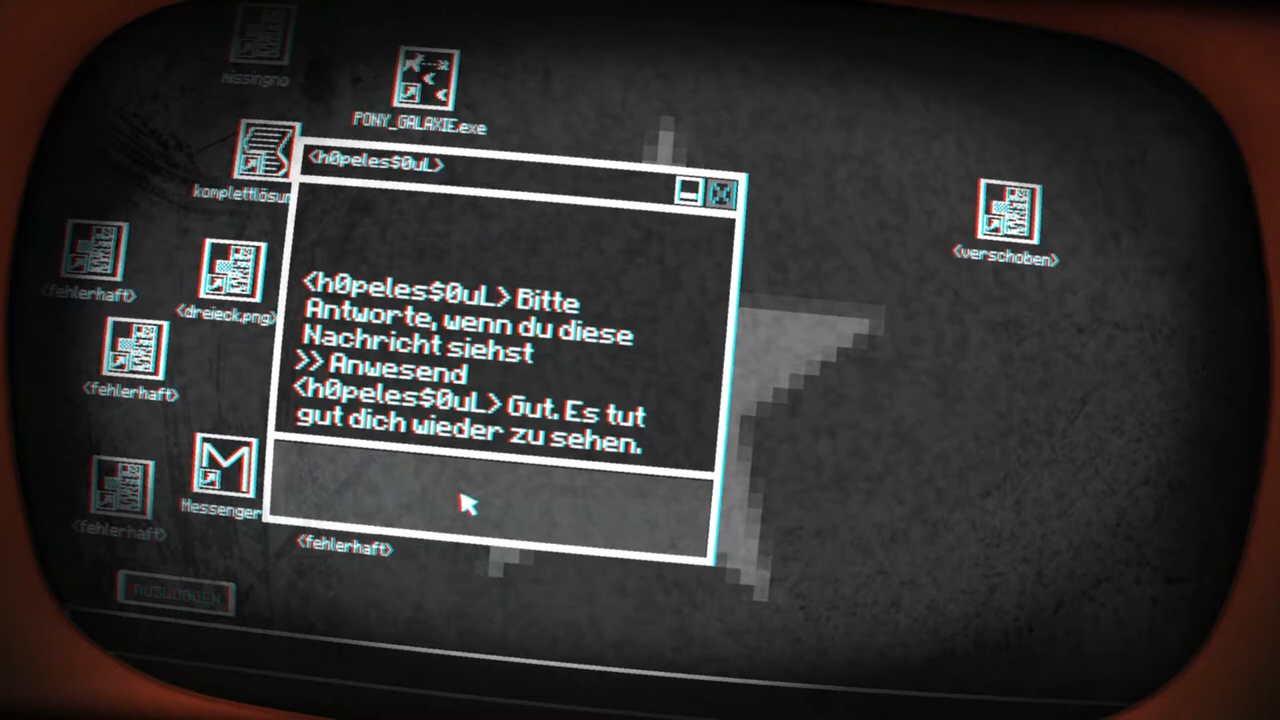 missingno
PONY_GALAXIE.exe
<h0peles$0uL>
komplettlösun
<verschoben>
<fehlerhaft>
<dreieck.png>
<h0peles$0uL> Bitte
Antworte, wenn du diese
Nachricht siehst
>> Anwesend
<h0peles$0uL> Gut. Es tut
gut dich wieder zu sehen.
<fehlerhaft>
M
Messenger
<fehlerhaft>
<fehlerhaft>
AUSLOGGEN